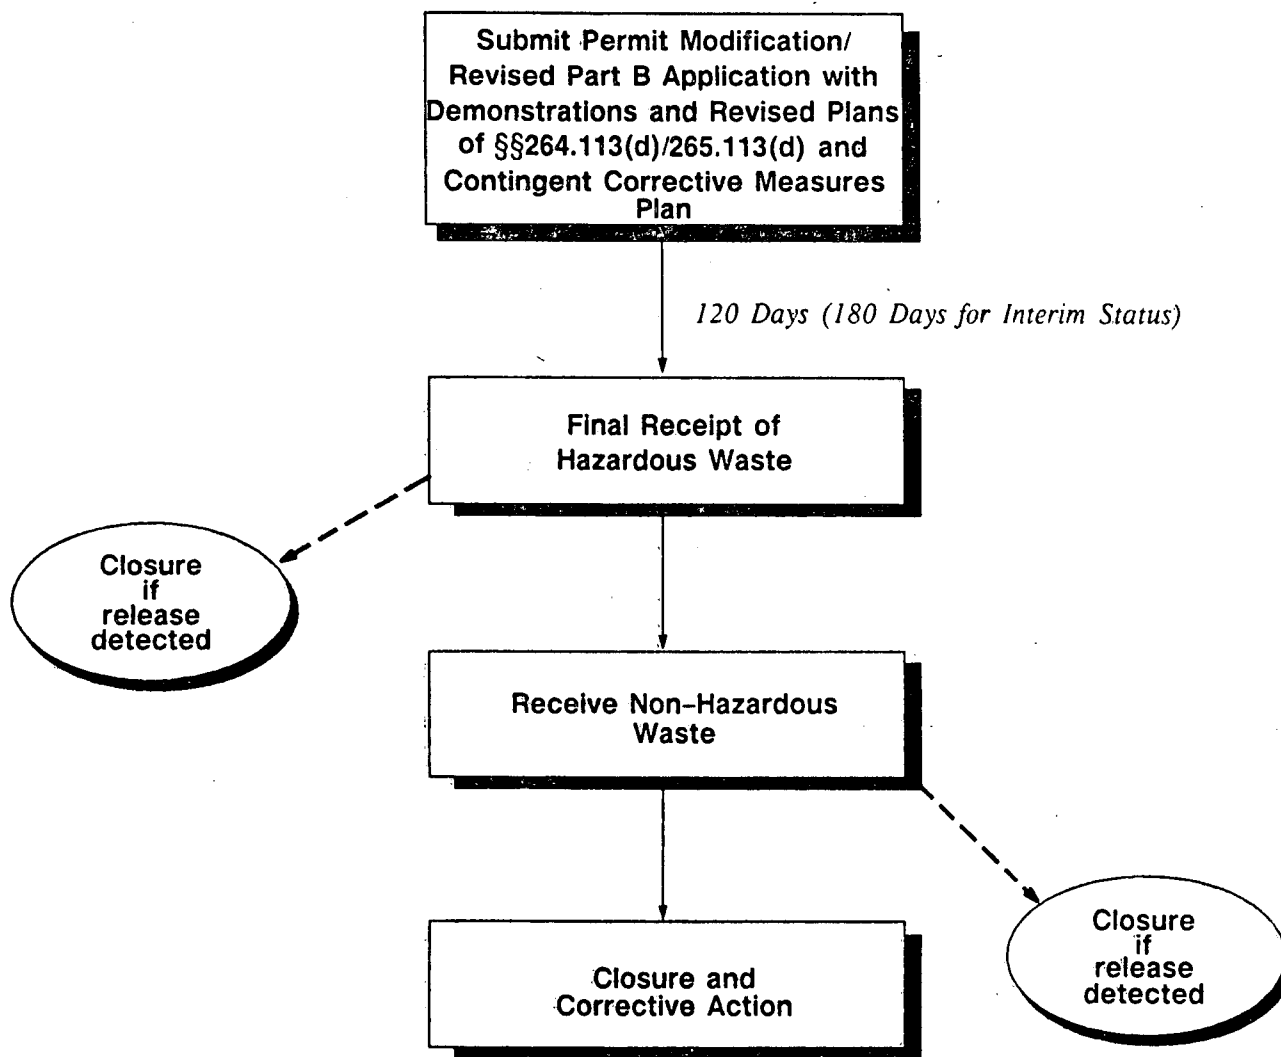 Submit Permit Modification/
Revised Part B Application with
Demonstrations and Revised Plans
of §§264.113(d)/265.113(d) and
Contingent Corrective Measures
Plan
120 Days (180 Days for Interim Status)
Final Receipt of
Hazardous Waste
Closure
if
release
detected
Receive Non-Hazardous
Waste
Closure
if
release
detected
Closure and
Corrective Action